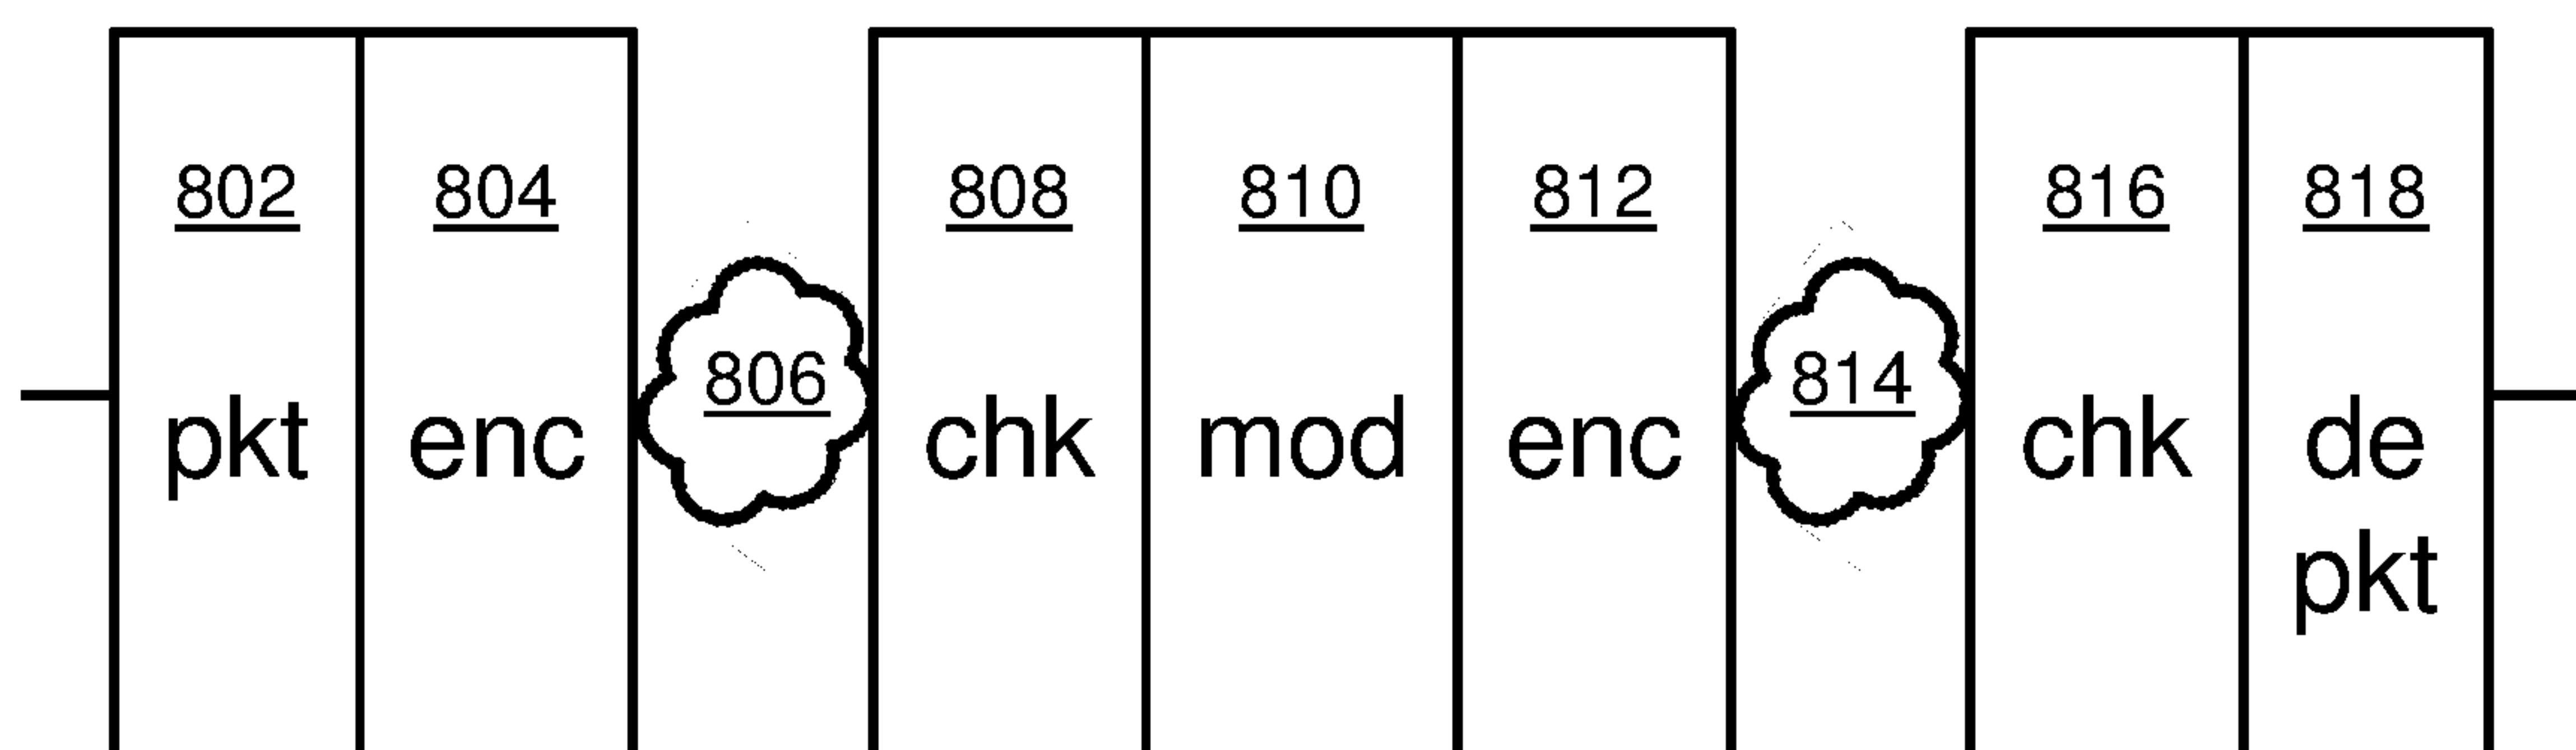 802 804 808 810 812 816 818
806 814
pkt enc chk mod enc chk de
pkt